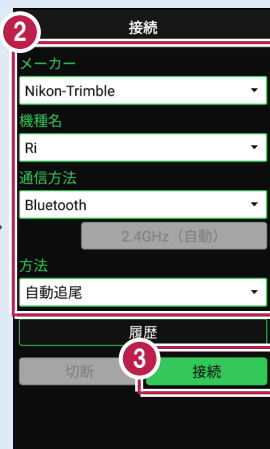 接続
2
メーカー
Nikon-Trimble
機種名
Ri
通信方法
Bluetooth
2.4GHz（自動）
方法
自動追尾
履歴
3
切断
接続